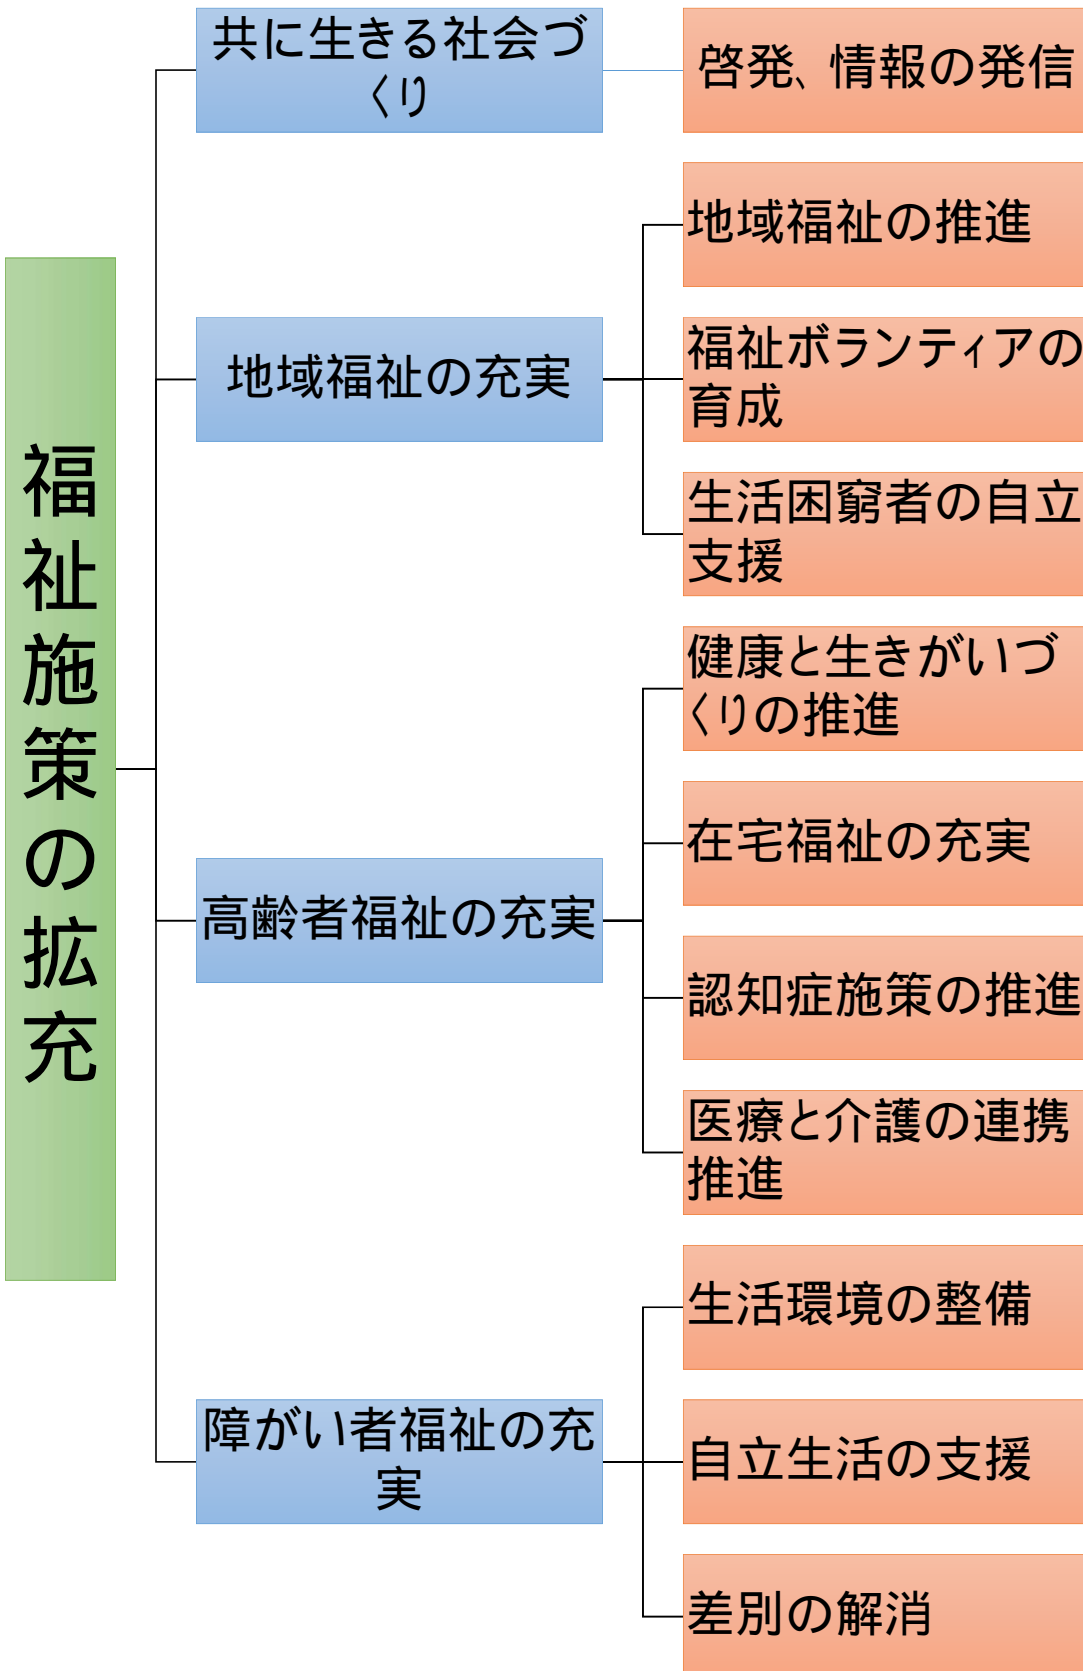 福祉施策の拡充
共に生きる社会づ
くり
啓発、情報の発信
地域福祉の充実
地域福祉の推進
福祉ボランティアの
育成
生活困窮者の自立
支援
高齢者福祉の充実
健康と生きがいづ
くりの推進
在宅福祉の充実
認知症施策の推進
医療と介護の連携
推進
障がい者福祉の充
実
生活環境の整備
自立生活の支援
差別の解消